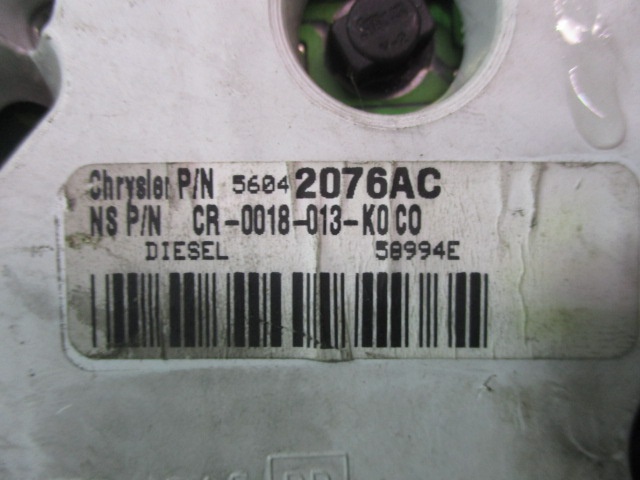 Chrysler P/N 56042076AC
NS P/N CR-0018-013-K0 C0
DIESEL 58994E